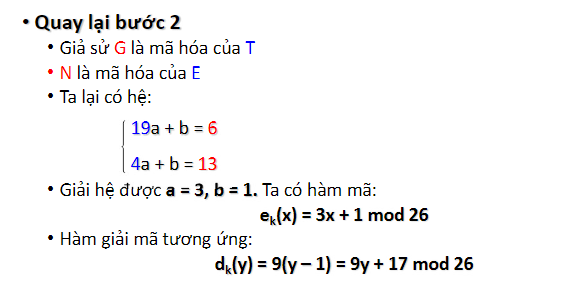 • Quay lại bước 2
• Giả sử G là mã hóa của T
• N là mã hóa của E
• Ta lại có hệ:
19a + b = 6
4a + b = 13
• Giải hệ được a = 3, b = 1. Ta có hàm mã:
eₖ(x) = 3x + 1 mod 26
• Hàm giải mã tương ứng:
dₖ(y) = 9(y – 1) = 9y + 17 mod 26